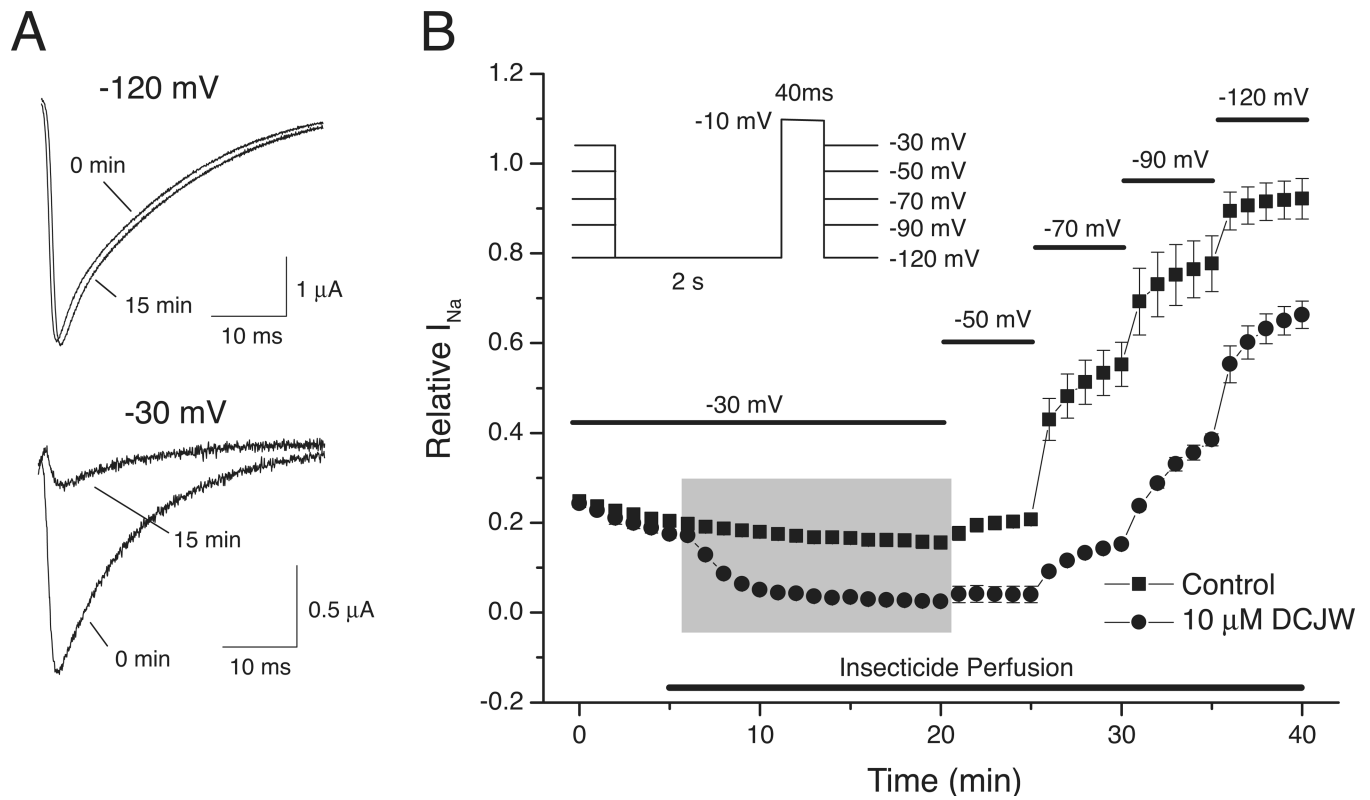 A
-120 mV
0 min
15 min
1 μA
10 ms
-30 mV
15 min
0.5 μA
0 min
10 ms
B
1.2
1.0
0.8
0.6
0.4
0.2
0.0
-0.2
Relative I_Na
40ms
-10 mV
-30 mV
-50 mV
-70 mV
-90 mV
-120 mV
2 s
-30 mV
-50 mV
-70 mV
-90 mV
-120 mV
Control
10 μM DCJW
Insecticide Perfusion
0 10 20 30 40
Time (min)